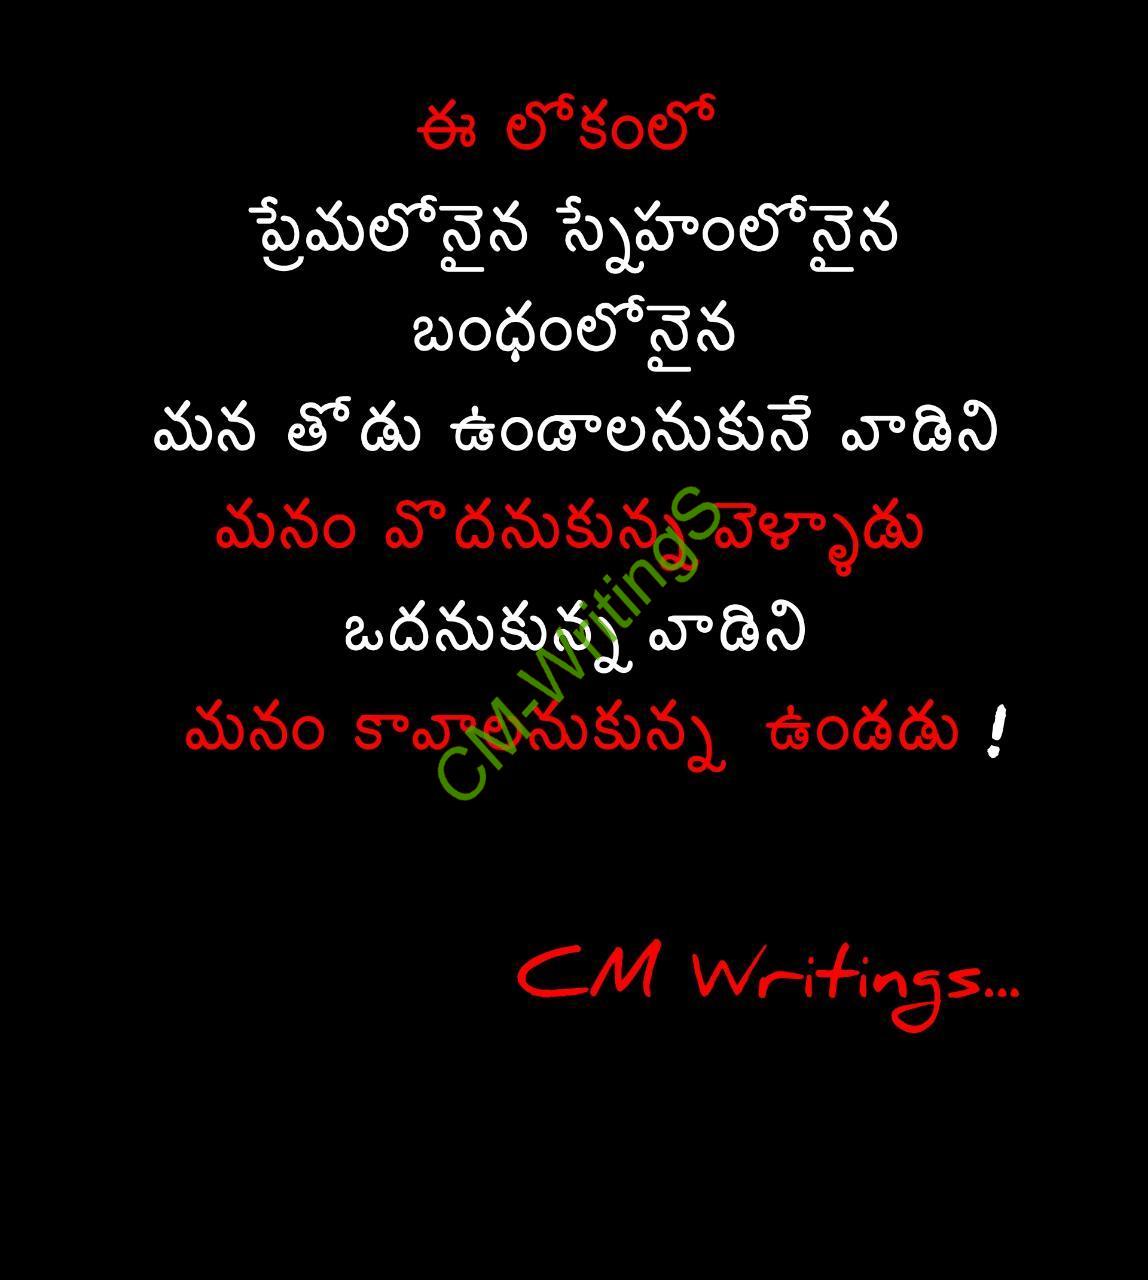 ఈ లోకంలో
ప్రేమలోనైన స్నేహంలోనైన
బంధంలోనైన
మన తోడు ఉండాలనుకునే వాడిని
మనం వొదనుకున్న వెళ్ళాడు
ఒదనుకున్న వాడిని
మనం కావాలనుకున్న ఉండడు !
CM-WritingS
CM Writings...